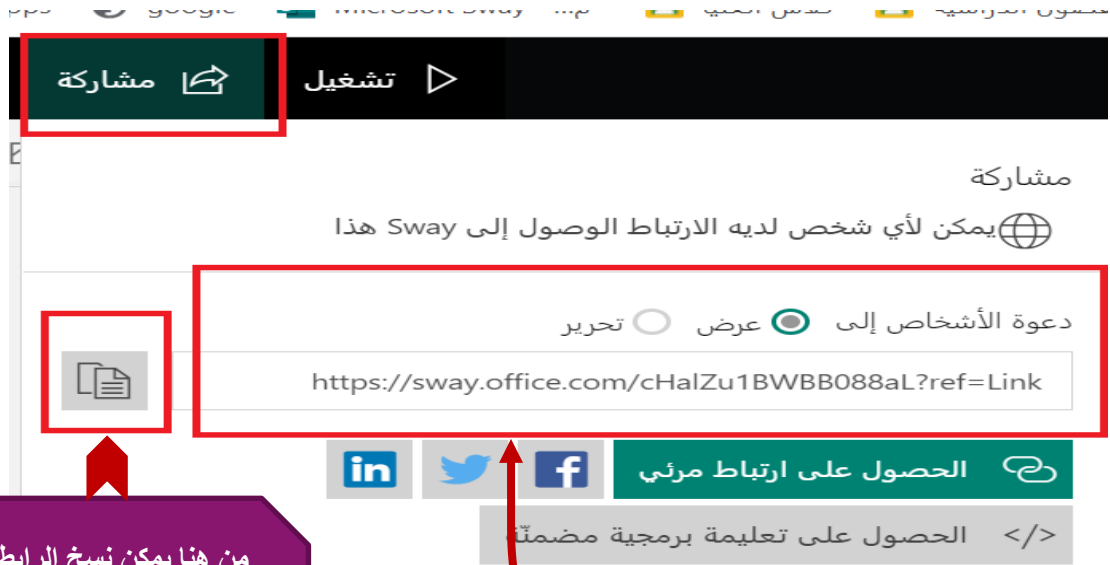 google
Microsoft Sway
تشغيل
مشاركة
مشاركة
يمكن لأي شخص لديه الارتباط الوصول إلى Sway هذا
دعوة الأشخاص إلى عرض تحرير
https://sway.office.com/cHalZu1BWBB088aL?ref=Link
الحصول على ارتباط مرئي
in
f
</> الحصول على تعليمة برمجية مضمنّة
من هنا يمكن نسخ الرابط